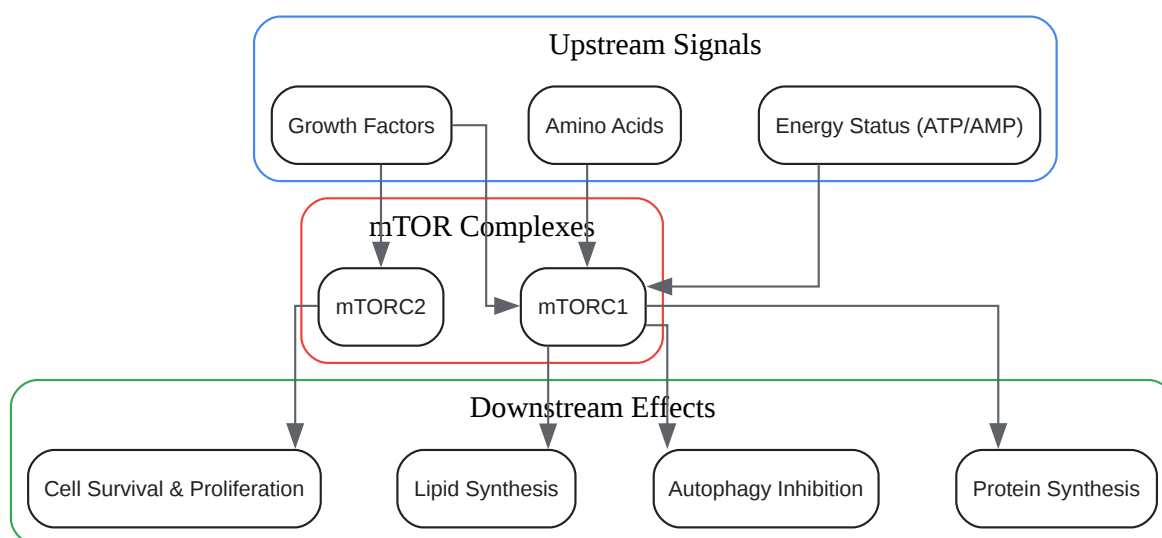 Upstream Signals
Growth Factors
Amino Acids
Energy Status (ATP/AMP)
mTOR Complexes
mTORC2
mTORC1
Downstream Effects
Cell Survival & Proliferation
Lipid Synthesis
Autophagy Inhibition
Protein Synthesis